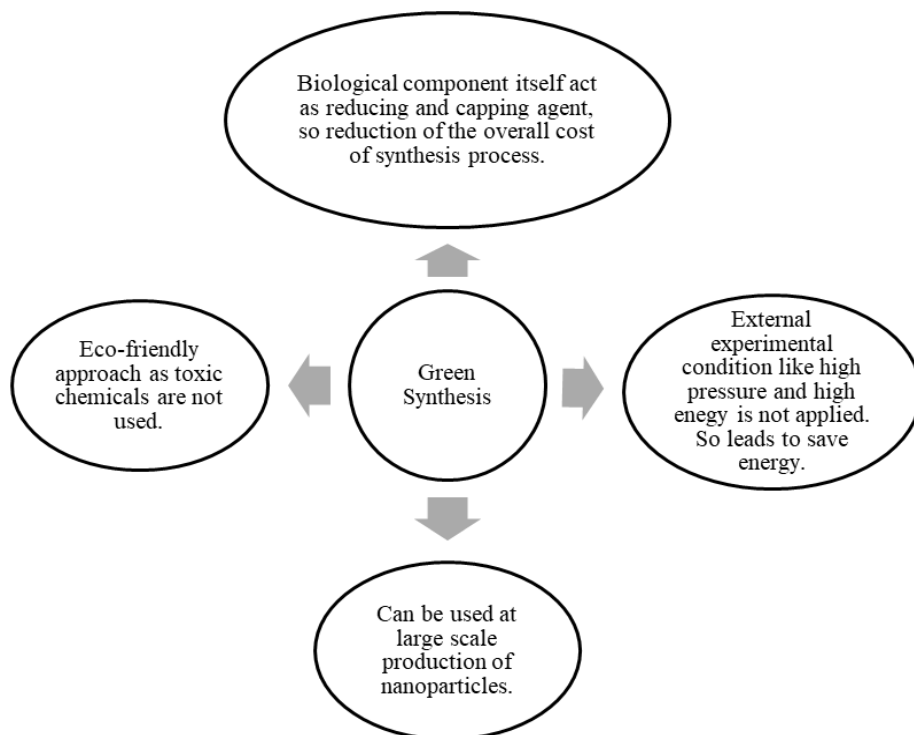 Biological component itself act
as reducing and capping agent,
so reduction of the overall cost
of synthesis process.
Eco-friendly
approach as toxic
chemicals are not
used.
Green
Synthesis
External
experimental
condition like high
pressure and high
enegy is not applied.
So leads to save
energy.
Can be used at
large scale
production of
nanoparticles.